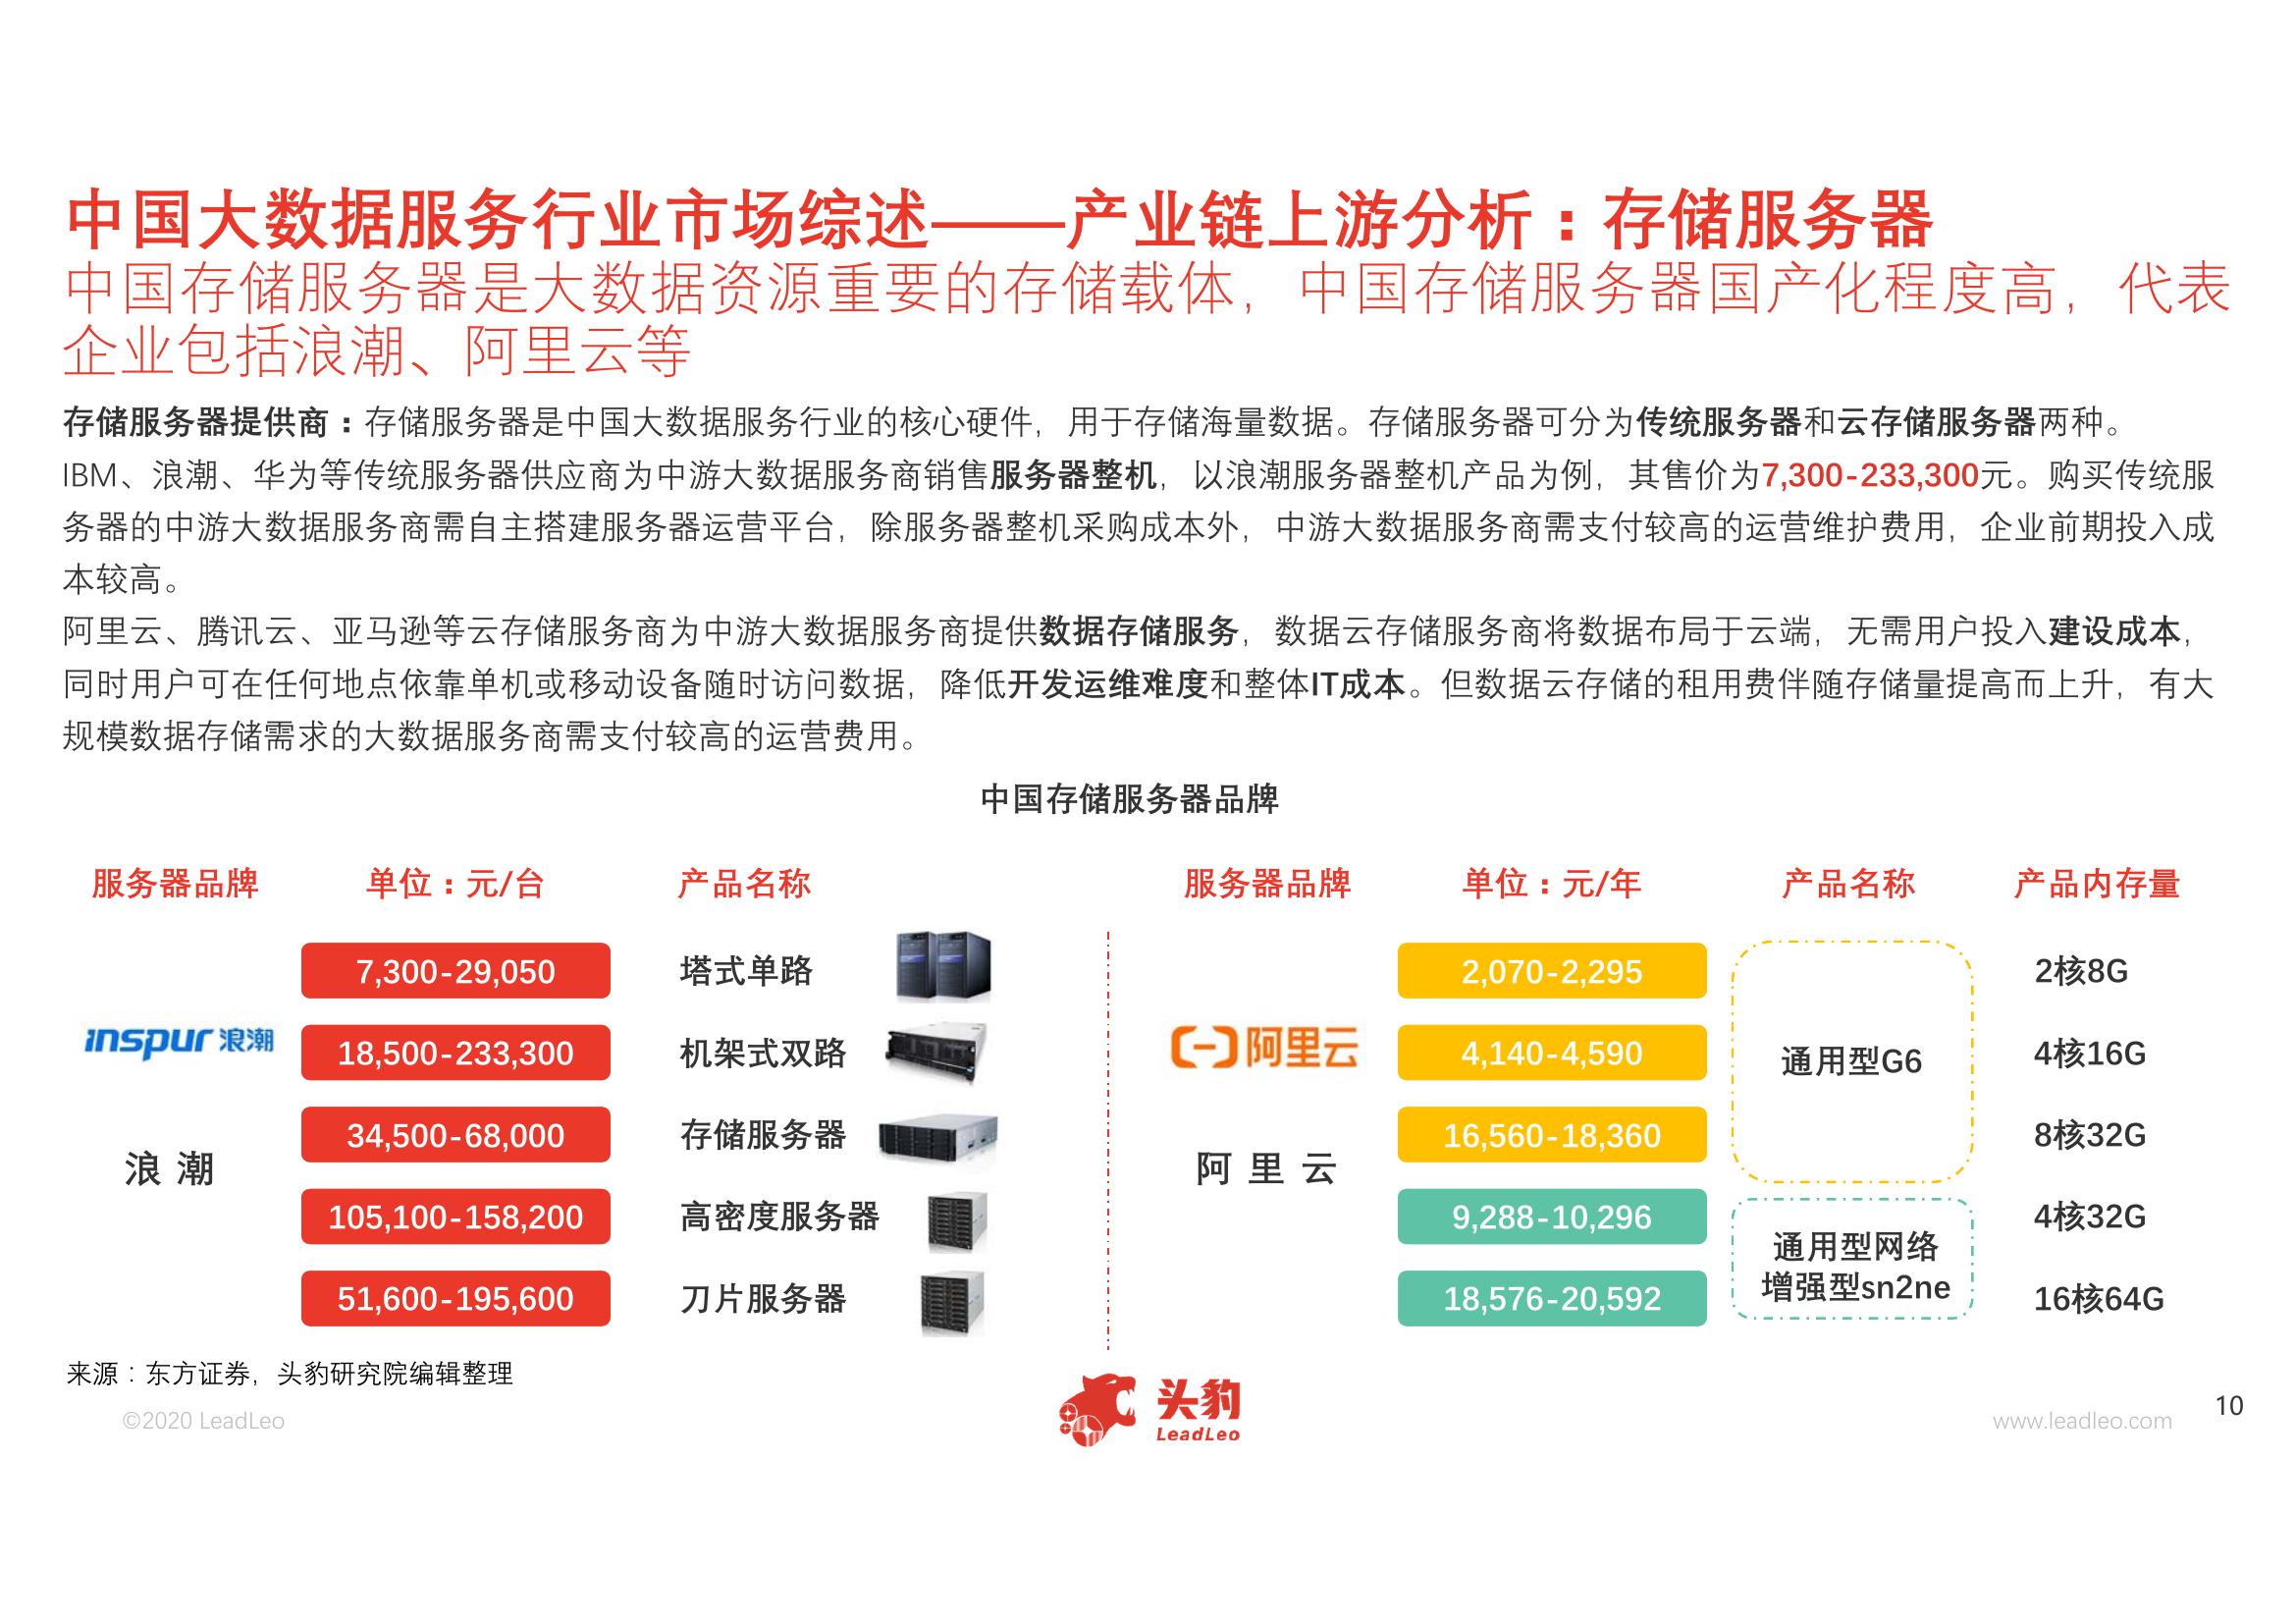 中国大数据服务行业市场综述——产业链上游分析：存储服务器
中国存储服务器是大数据资源重要的存储载体，中国存储服务器国产化程度高，代表
企业包括浪潮、阿里云等
存储服务器提供商：存储服务器是中国大数据服务行业的核心硬件，用于存储海量数据。存储服务器可分为传统服务器和云存储服务器两种。
IBM、浪潮、华为等传统服务器供应商为中游大数据服务商销售服务器整机，以浪潮服务器整机产品为例，其售价为7,300-233,300元。购买传统服
务器的中游大数据服务商需自主搭建服务器运营平台，除服务器整机采购成本外，中游大数据服务商需支付较高的运营维护费用，企业前期投入成
本较高。
阿里云、腾讯云、亚马逊等云存储服务商为中游大数据服务商提供数据存储服务，数据云存储服务商将数据布局于云端，无需用户投入建设成本，
同时用户可在任何地点依靠单机或移动设备随时访问数据，降低开发运维难度和整体IT成本。但数据云存储的租用费伴随存储量提高而上升，有大
规模数据存储需求的大数据服务商需支付较高的运营费用。
中国存储服务器品牌
服务器品牌 单位：元/台 产品名称
inspur 浪潮
浪 潮
7,300-29,050 塔式单路
18,500-233,300 机架式双路
34,500-68,000 存储服务器
105,100-158,200 高密度服务器
51,600-195,600 刀片服务器
服务器品牌 单位：元/年 产品名称 产品内存量
阿里云
阿 里 云
2,070-2,295 2核8G
4,140-4,590 4核16G
16,560-18,360 8核32G
通用型G6
9,288-10,296 4核32G
18,576-20,592 16核64G
通用型网络
增强型sn2ne
来源：东方证券，头豹研究院编辑整理
©2020 LeadLeo
头豹
LeadLeo
www.leadleo.com
10